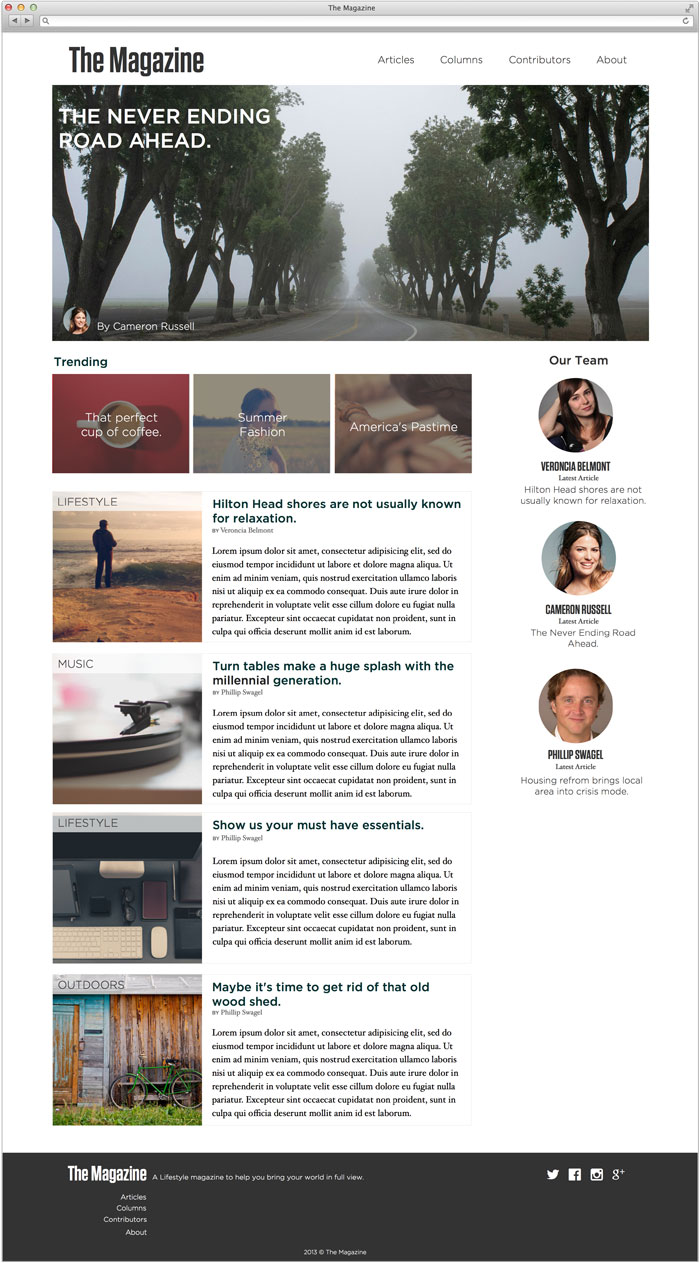 The Magazine
The Magazine
Articles
Columns
Contributors
About
THE NEVER ENDING
ROAD AHEAD.
By Cameron Russell
Trending
That perfect
cup of coffee.
Summer
Fashion
America's Pastime
LIFESTYLE
Hilton Head shores are not usually known
for relaxation.
BY Veroncia Belmont
Lorem ipsum dolor sit amet, consectetur adipisicing elit, sed do
eiusmod tempor incididunt ut labore et dolore magna aliqua. Ut
enim ad minim veniam, quis nostrud exercitation ullamco laboris
nisi ut aliquip ex ea commodo consequat. Duis aute irure dolor in
reprehenderit in voluptate velit esse cillum dolore eu fugiat nulla
pariatur. Excepteur sint occaecat cupidatat non proident, sunt in
culpa qui officia deserunt mollit anim id est laborum.
MUSIC
Turn tables make a huge splash with the
millennial generation.
BY Phillip Swagel
Lorem ipsum dolor sit amet, consectetur adipisicing elit, sed do
eiusmod tempor incididunt ut labore et dolore magna aliqua. Ut
enim ad minim veniam, quis nostrud exercitation ullamco laboris
nisi ut aliquip ex ea commodo consequat. Duis aute irure dolor in
reprehenderit in voluptate velit esse cillum dolore eu fugiat nulla
pariatur. Excepteur sint occaecat cupidatat non proident, sunt in
culpa qui officia deserunt mollit anim id est laborum.
LIFESTYLE
Show us your must have essentials.
BY Phillip Swagel
Lorem ipsum dolor sit amet, consectetur adipisicing elit, sed do
eiusmod tempor incididunt ut labore et dolore magna aliqua. Ut
enim ad minim veniam, quis nostrud exercitation ullamco laboris
nisi ut aliquip ex ea commodo consequat. Duis aute irure dolor in
reprehenderit in voluptate velit esse cillum dolore eu fugiat nulla
pariatur. Excepteur sint occaecat cupidatat non proident, sunt in
culpa qui officia deserunt mollit anim id est laborum.
OUTDOORS
Maybe it's time to get rid of that old
wood shed.
BY Phillip Swagel
Lorem ipsum dolor sit amet, consectetur adipisicing elit, sed do
eiusmod tempor incididunt ut labore et dolore magna aliqua. Ut
enim ad minim veniam, quis nostrud exercitation ullamco laboris
nisi ut aliquip ex ea commodo consequat. Duis aute irure dolor in
reprehenderit in voluptate velit esse cillum dolore eu fugiat nulla
pariatur. Excepteur sint occaecat cupidatat non proident, sunt in
culpa qui officia deserunt mollit anim id est laborum.
Our Team
VERONCIA BELMONT
Latest Article
Hilton Head shores are not
usually known for relaxation.
CAMERON RUSSELL
Latest Article
The Never Ending Road
Ahead.
PHILLIP SWAGEL
Latest Article
Housing refrom brings local
area into crisis mode.
The Magazine
A Lifestyle magazine to help you bring your world in full view.
Articles
Columns
Contributors
About
2013 © The Magazine